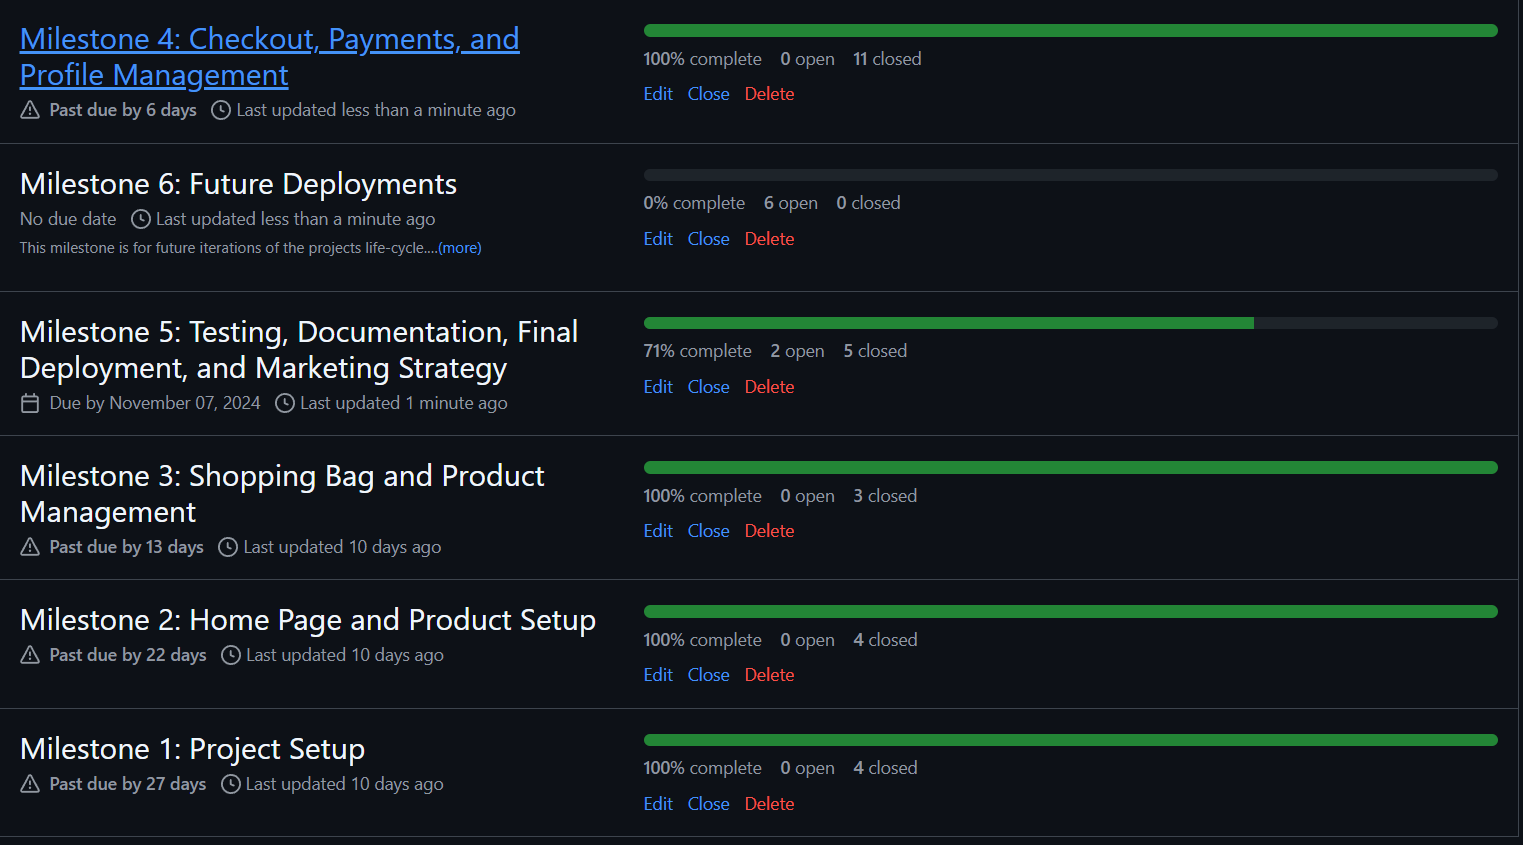 Milestone 4: Checkout, Payments, and
Profile Management
Past due by 6 days Last updated less than a minute ago
100% complete 0 open 11 closed
Edit Close Delete
Milestone 6: Future Deployments
No due date Last updated less than a minute ago
This milestone is for future iterations of the projects life-cycle....(more)
0% complete 6 open 0 closed
Edit Close Delete
Milestone 5: Testing, Documentation, Final
Deployment, and Marketing Strategy
Due by November 07, 2024 Last updated 1 minute ago
71% complete 2 open 5 closed
Edit Close Delete
Milestone 3: Shopping Bag and Product
Management
Past due by 13 days Last updated 10 days ago
100% complete 0 open 3 closed
Edit Close Delete
Milestone 2: Home Page and Product Setup
Past due by 22 days Last updated 10 days ago
100% complete 0 open 4 closed
Edit Close Delete
Milestone 1: Project Setup
Past due by 27 days Last updated 10 days ago
100% complete 0 open 4 closed
Edit Close Delete